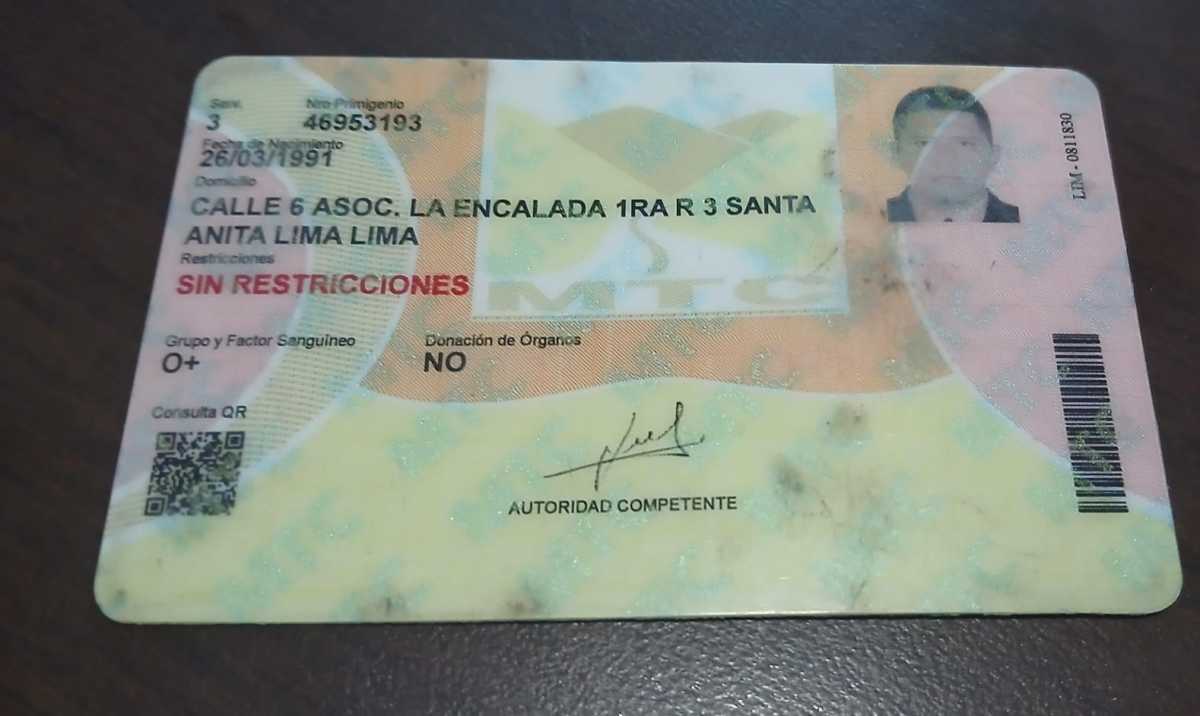 Serv. Nro Primigenio
3 46953193
Fecha de Nacimiento
26/03/1991
Domicilio
CALLE 6 ASOC. LA ENCALADA 1RA R 3 SANTA
ANITA LIMA LIMA
Restricciones
SIN RESTRICCIONES
MTC
Grupo y Factor Sanguíneo Donación de Órganos
O+ NO
Consulta QR
AUTORIDAD COMPETENTE
LIM - 0811830